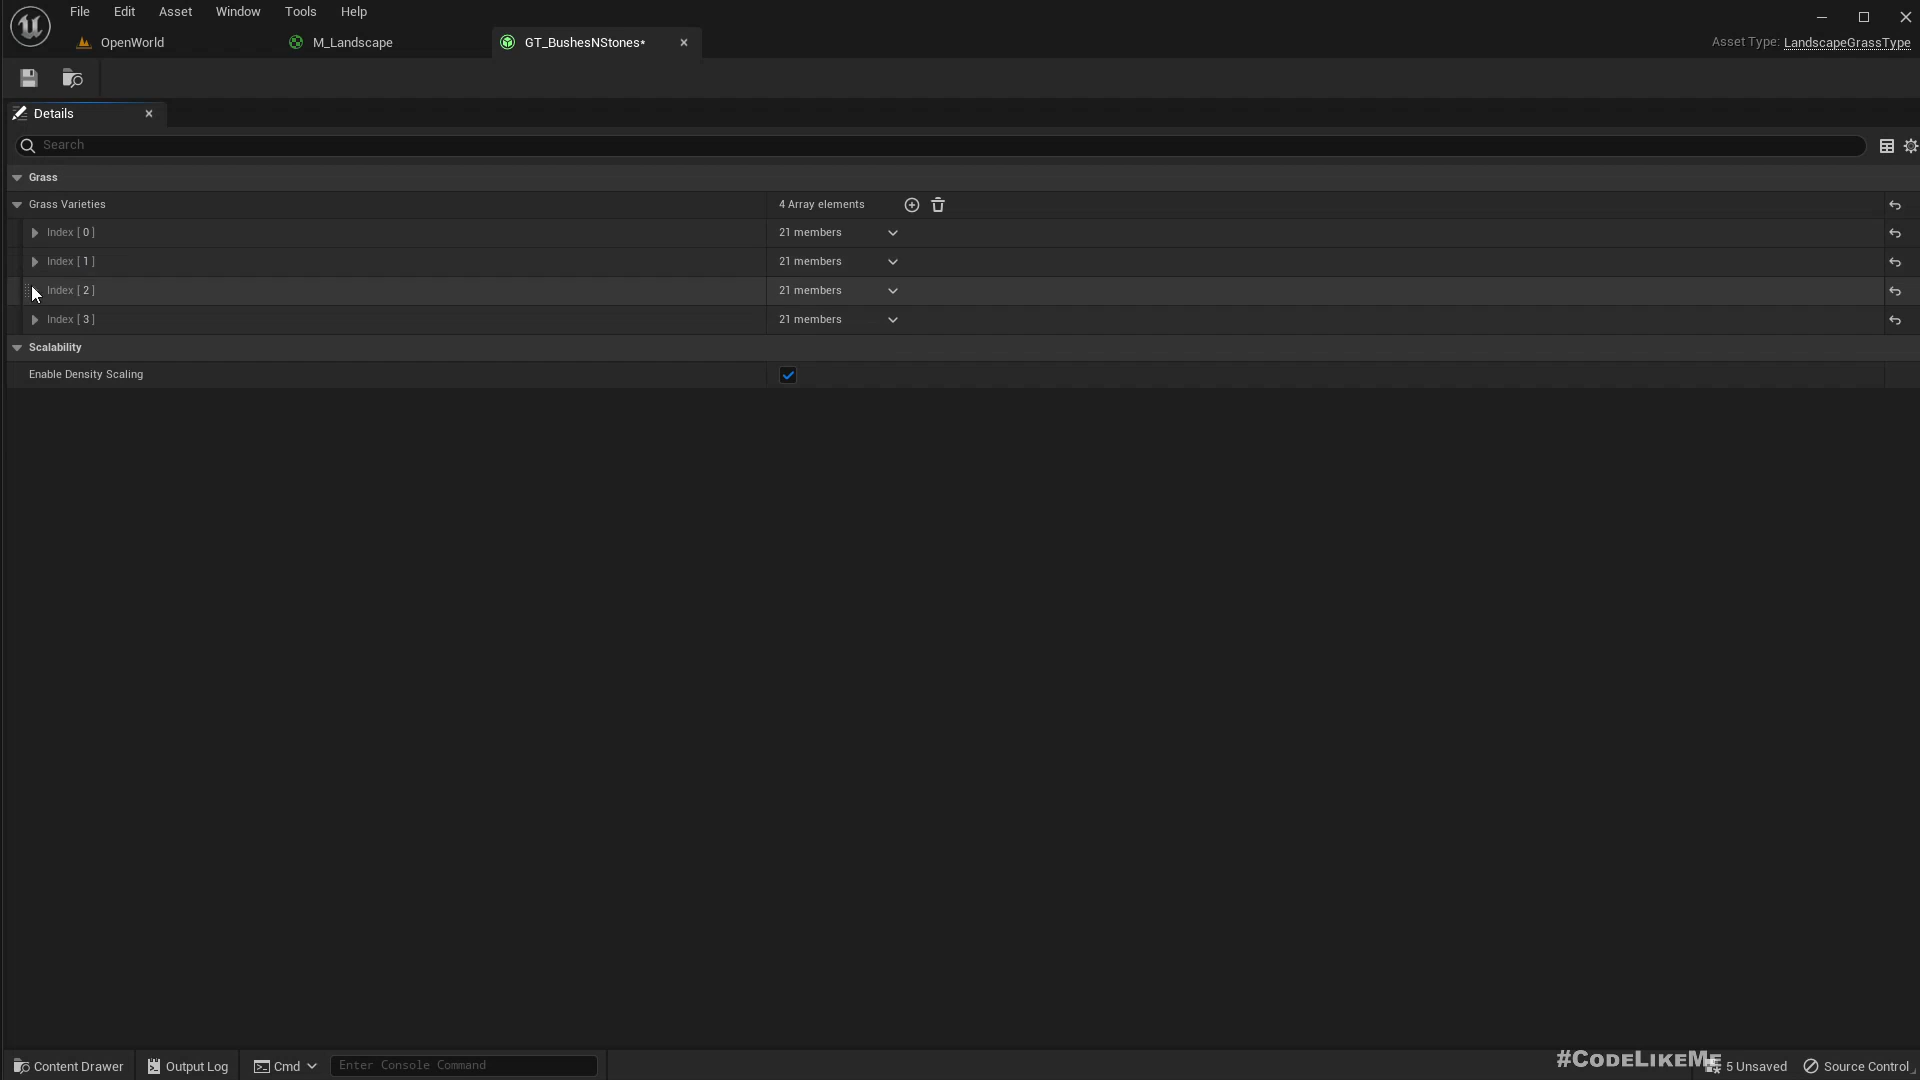 File Edit Asset Window Tools Help
OpenWorld M_Landscape GT_BushesNStones* Asset Type: LandscapeGrassType
Details
Search
Grass
Grass Varieties 4 Array elements
Index [ 0 ] 21 members
Index [ 1 ] 21 members
Index [ 2 ] 21 members
Index [ 3 ] 21 members
Scalability
Enable Density Scaling
Content Drawer Output Log Cmd Enter Console Command #CodeLikeMe 5 Unsaved Source Control